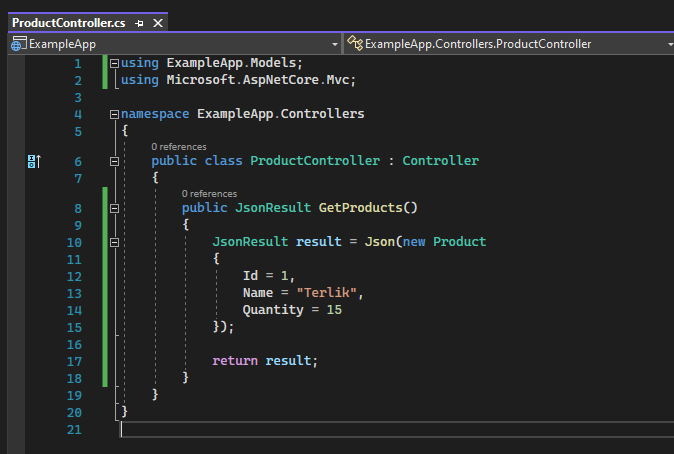 ProductController.cs
ExampleApp ExampleApp.Controllers.ProductController
1 using ExampleApp.Models;
2 using Microsoft.AspNetCore.Mvc;
3
4 namespace ExampleApp.Controllers
5 {
0 references
6 public class ProductController : Controller
7 {
0 references
8 public JsonResult GetProducts()
9 {
10 JsonResult result = Json(new Product
11 {
12 Id = 1,
13 Name = "Terlik",
14 Quantity = 15
15 });
16
17 return result;
18 }
19 }
20 }
21